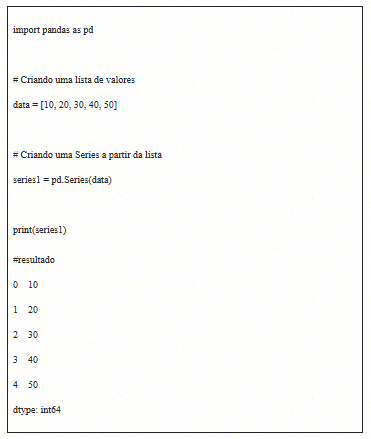 import pandas as pd
# Criando uma lista de valores
data = [10, 20, 30, 40, 50]
# Criando uma Series a partir da lista
series1 = pd.Series(data)
print(series1)
#resultado
0 10
1 20
2 30
3 40
4 50
dtype: int64